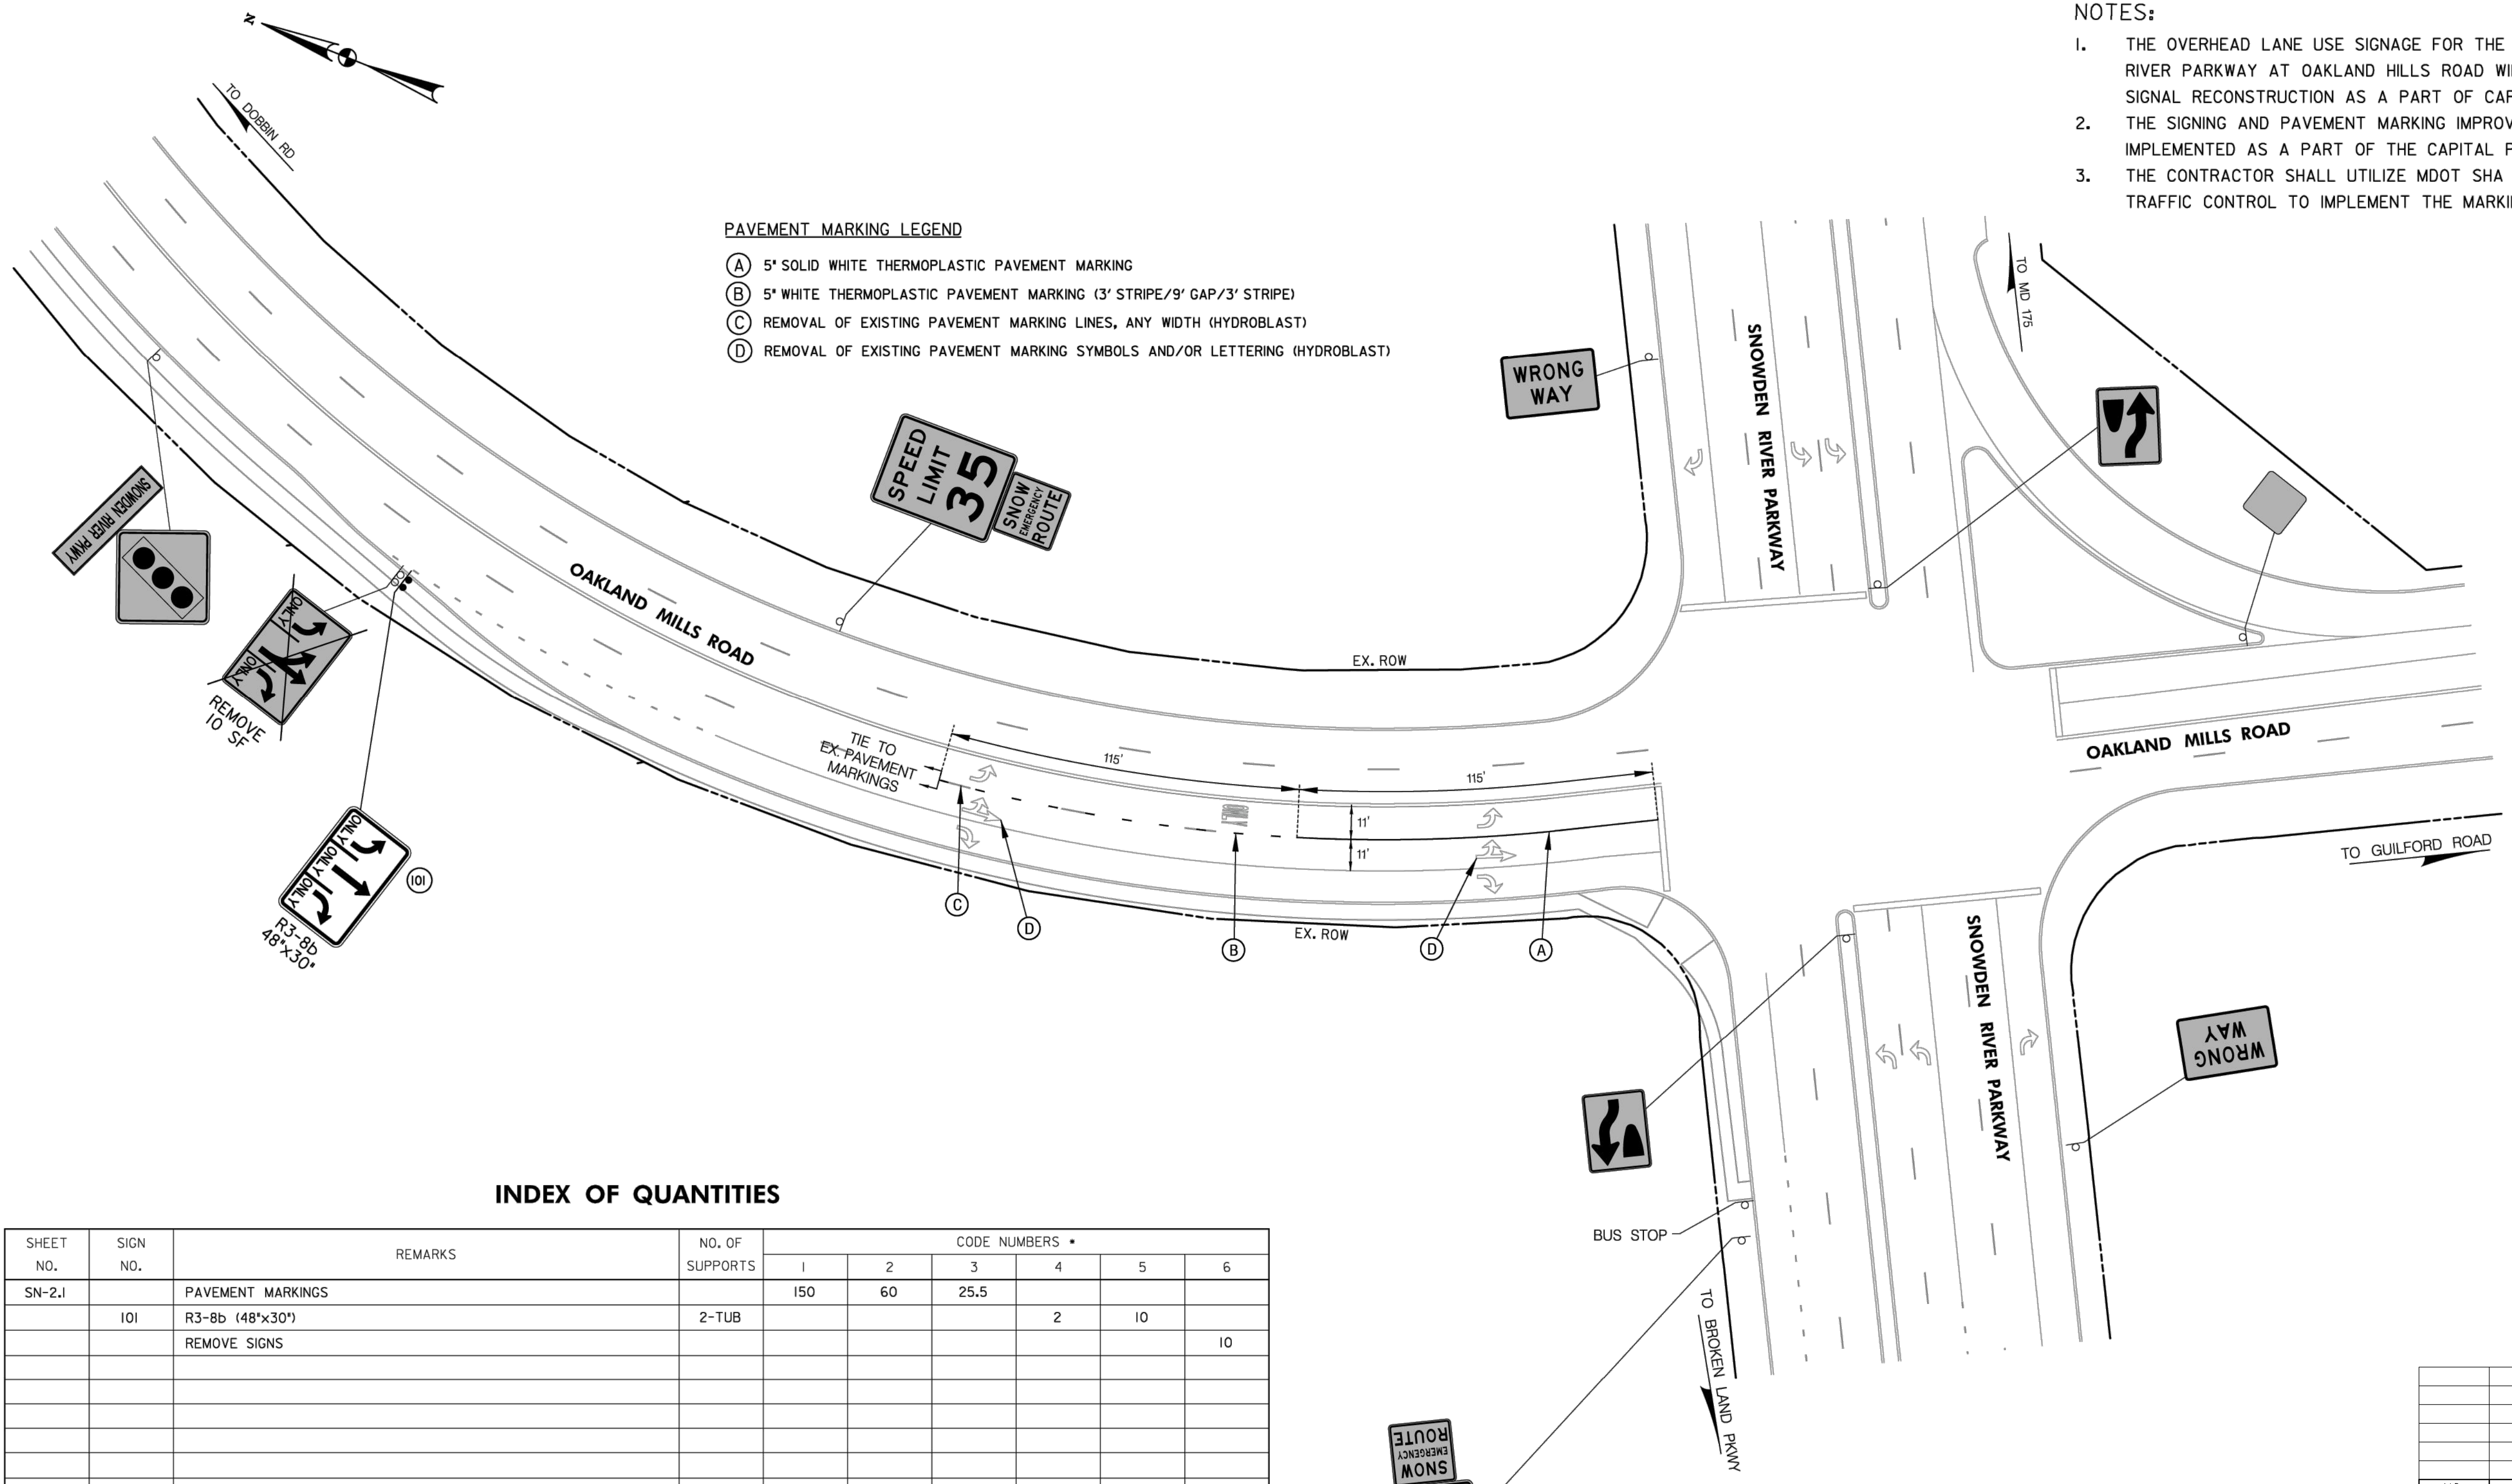 NOTES:
1. THE OVERHEAD LANE USE SIGNAGE FOR THE
RIVER PARKWAY AT OAKLAND HILLS ROAD
SIGNAL RECONSTRUCTION AS A PART OF
2. THE SIGNING AND PAVEMENT MARKING
IMPLEMENTED AS A PART OF THE CAPITAL
3. THE CONTRACTOR SHALL UTILIZE MDOT SHA
TRAFFIC CONTROL TO IMPLEMENT THE
N
TO DOBBIN RD
PAVEMENT MARKING LEGEND
A 5" SOLID WHITE THERMOPLASTIC PAVEMENT MARKING
B 5" WHITE THERMOPLASTIC PAVEMENT MARKING (3' STRIPE/9' GAP/3' STRIPE)
C REMOVAL OF EXISTING PAVEMENT MARKING LINES, ANY WIDTH (HYDROBLAST)
D REMOVAL OF EXISTING PAVEMENT MARKING SYMBOLS AND/OR LETTERING (HYDROBLAST)
TO MD 175
WRONG
WAY
SNOWDEN RIVER PARKWAY
SPEED
LIMIT
35
SNOW
EMERGENCY
ROUTE
SNOWDEN RIVER PKWY
ONLY
ONLY
REMOVE
10 SF
OAKLAND MILLS ROAD
EX. ROW
TIE TO
EX. PAVEMENT
MARKINGS
115'
115'
ONLY
11'
11'
OAKLAND MILLS ROAD
TO GUILFORD ROAD
ONLY ONLY ONLY
101
R3-8b
48"x30"
C
D
B
D
A
EX. ROW
SNOWDEN RIVER PARKWAY
WRONG
WAY
BUS STOP
TO BROKEN LAND PKWY
SNOW
EMERGENCY
ROUTE
INDEX OF QUANTITIES
SHEET NO. SIGN NO. REMARKS NO. OF SUPPORTS CODE NUMBERS *
1 2 3 4 5 6
SN-2.1 PAVEMENT MARKINGS 150 60 25.5
101 R3-8b (48"x30") 2-TUB 2 10
REMOVE SIGNS 10